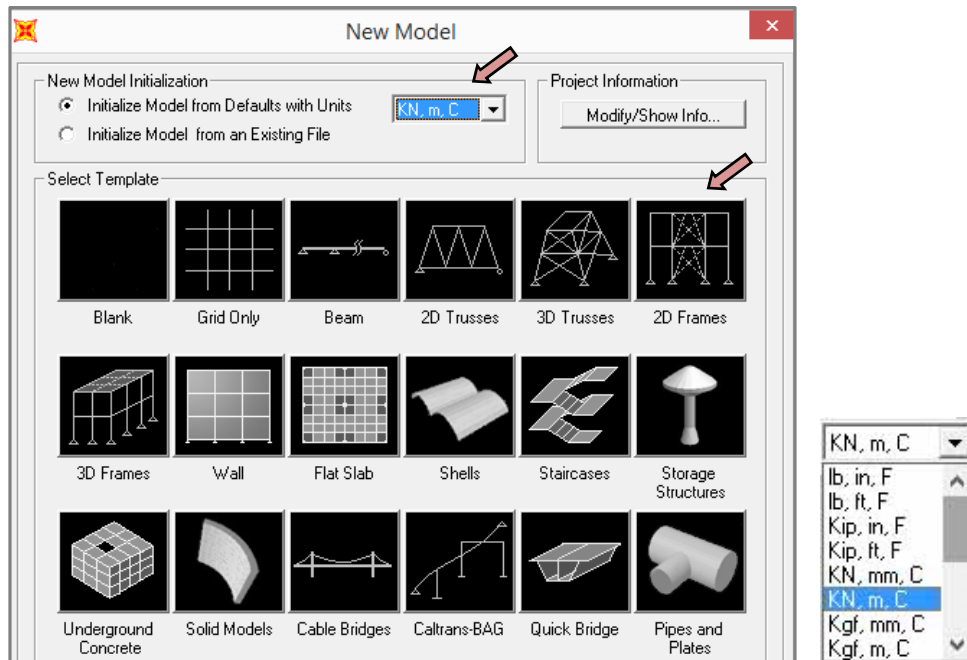 New Model
New Model Initialization
Initialize Model from Defaults with Units
KN, m, C
Initialize Model from an Existing File
Project Information
Modify/Show Info...
Select Template
Blank
Grid Only
Beam
2D Trusses
3D Trusses
2D Frames
3D Frames
Wall
Flat Slab
Shells
Staircases
Storage
Structures
Underground
Concrete
Solid Models
Cable Bridges
Caltrans-BAG
Quick Bridge
Pipes and
Plates
KN, m, C
lb, in, F
lb, ft, F
Kip, in, F
Kip, ft, F
KN, mm, C
KN, m, C
Kgf, mm, C
Kgf, m, C